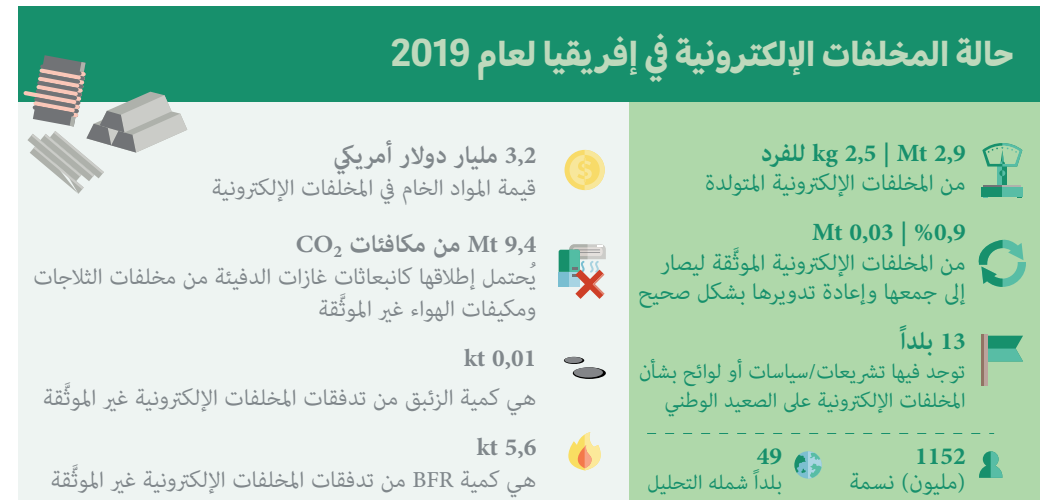 حالة المخلفات الإلكترونية في إفريقيا لعام 2019
2,9 Mt | 2,5 kg للفرد
من المخلفات الإلكترونية المتولدة
%0,9 | 0,03 Mt
من المخلفات الإلكترونية الموثَّقة ليصار
إلى جمعها وإعادة تدويرها بشكل صحيح
13 بلداً
توجد فيها تشريعات/سياسات أو لوائح بشأن
المخلفات الإلكترونية على الصعيد الوطني
1152
(مليون) نسمة
49
بلداً شمله التحليل
3,2 مليار دولار أمريكي
قيمة المواد الخام في المخلفات الإلكترونية
9,4 Mt من مكافئات CO₂
يُحتمل إطلاقها كانبعاثات غازات الدفيئة من مخلفات الثلاجات
ومكيفات الهواء غير الموثَّقة
0,01 kt
هي كمية الزئبق من تدفقات المخلفات الإلكترونية غير الموثَّقة
5,6 kt
هي كمية BFR من تدفقات المخلفات الإلكترونية غير الموثَّقة